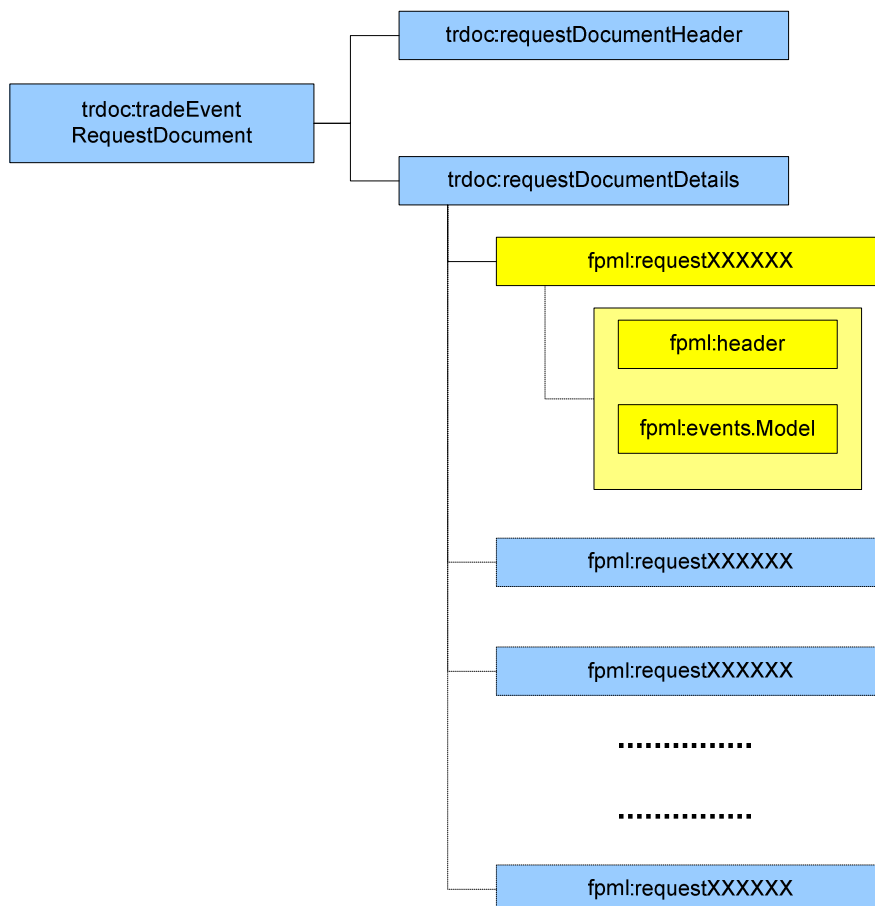 trdoc:requestDocumentHeader
trdoc:tradeEvent
RequestDocument
trdoc:requestDocumentDetails
fpml:requestXXXXXX
fpml:header
fpml:events.Model
fpml:requestXXXXXX
fpml:requestXXXXXX
...............
...............
fpml:requestXXXXXX